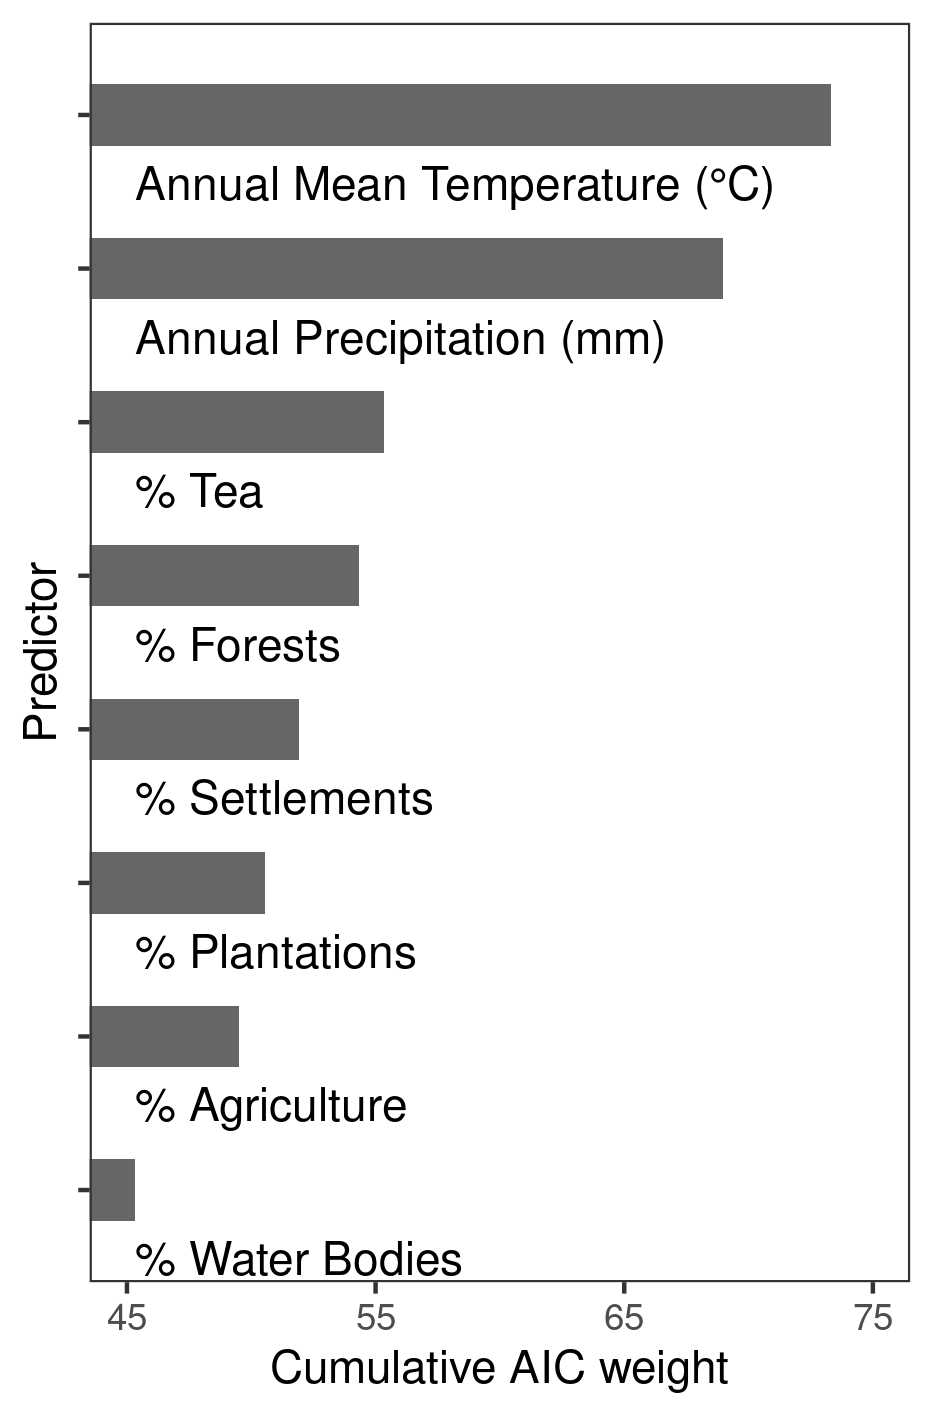 Annual Mean Temperature (°C)
Annual Precipitation (mm)
% Tea
% Forests
% Settlements
% Plantations
% Agriculture
% Water Bodies
Predictor
45 55 65 75
Cumulative AIC weight